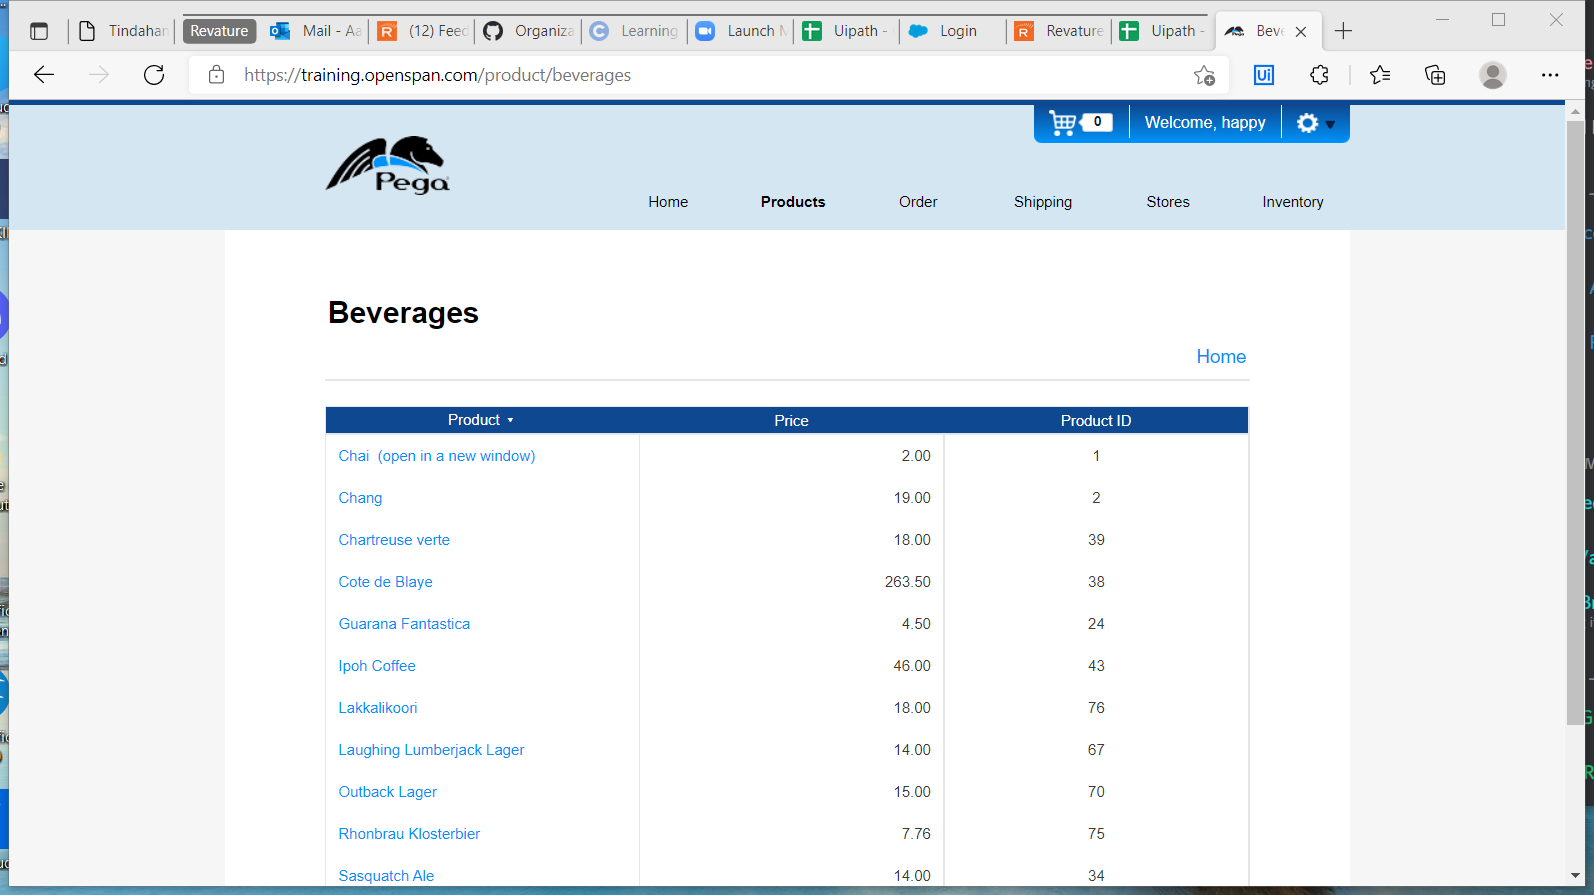 Tindahan
Revature
Mail - Aa
(12) Feed
Organiza
Learning
Launch M
Uipath -
Login
Revature
Uipath -
Beve
https://training.openspan.com/product/beverages
0
Welcome, happy
Pega
Home
Products
Order
Shipping
Stores
Inventory
Beverages
Home
Product Price Product ID
Chai (open in a new window) 2.00 1
Chang 19.00 2
Chartreuse verte 18.00 39
Cote de Blaye 263.50 38
Guarana Fantastica 4.50 24
Ipoh Coffee 46.00 43
Lakkalikoori 18.00 76
Laughing Lumberjack Lager 14.00 67
Outback Lager 15.00 70
Rhonbrau Klosterbier 7.76 75
Sasquatch Ale 14.00 34